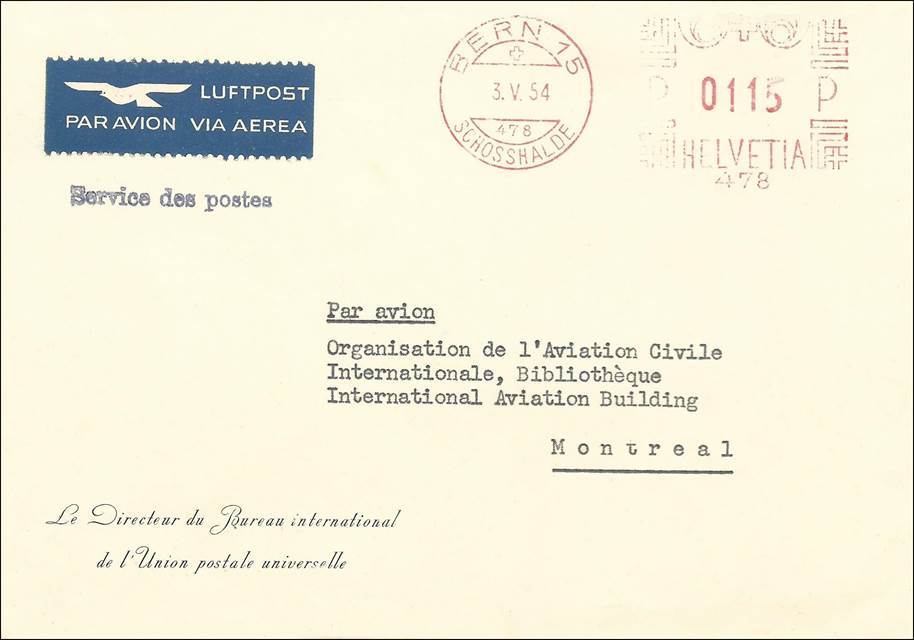 LUFTPOST
PAR AVION VIA AEREA
BERN 15
3. V. 54
478
SCHOSSHALDE
P 0115 P
HELVETIA
478
Service des postes
Par avion
Organisation de l'Aviation Civile
Internationale, Bibliothèque
International Aviation Building
Montreal
Le Directeur du Bureau international
de l'Union postale universelle